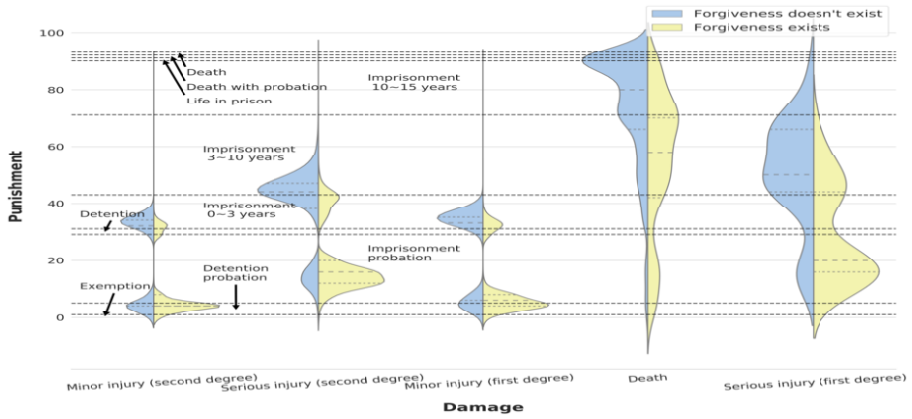 Forgiveness doesn't exist
Forgiveness exists
100
80
60
40
20
0
Punishment
Death
Death with probation
Life in prison
Imprisonment
10~15 years
Imprisonment
3~10 years
Imprisonment
0~3 years
Detention
Imprisonment
probation
Detention
probation
Exemption
Minor injury (second degree)
Serious injury (second degree)
Minor injury (first degree)
Death
Serious injury (first degree)
Damage